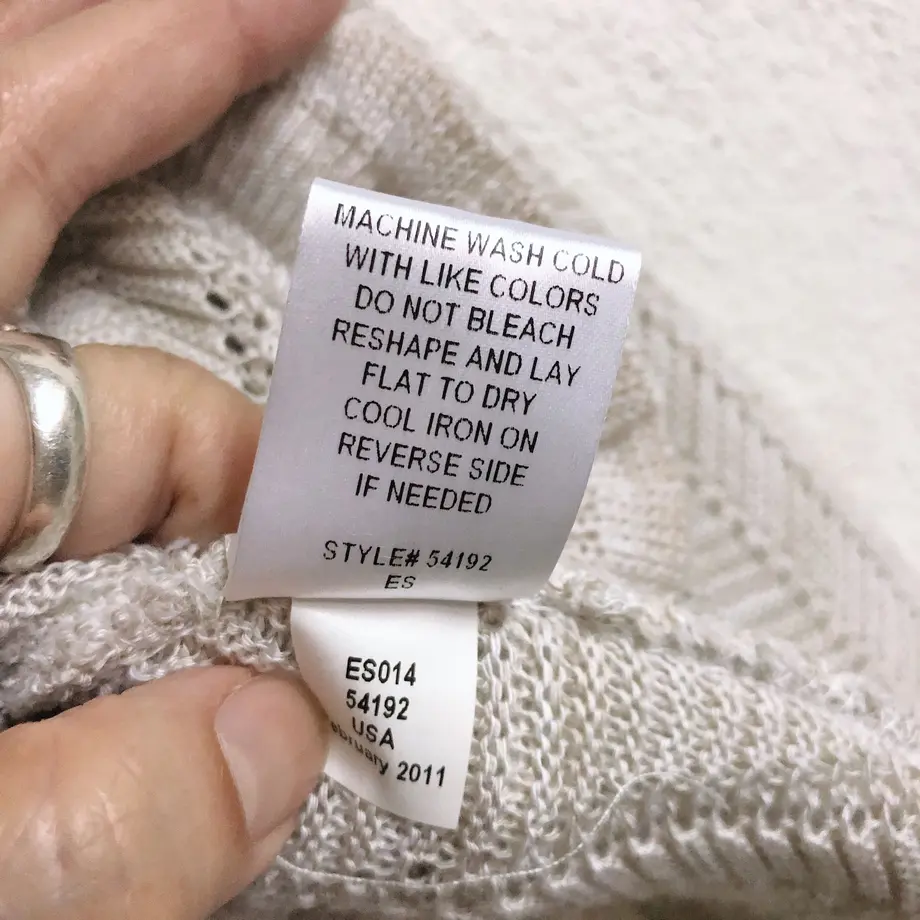 MACHINE WASH COLD
WITH LIKE COLORS
DO NOT BLEACH
RESHAPE AND LAY
FLAT TO DRY
COOL IRON ON
REVERSE SIDE
IF NEEDED
STYLE# 54192
ES
ES014
54192
USA
ebruary 2011